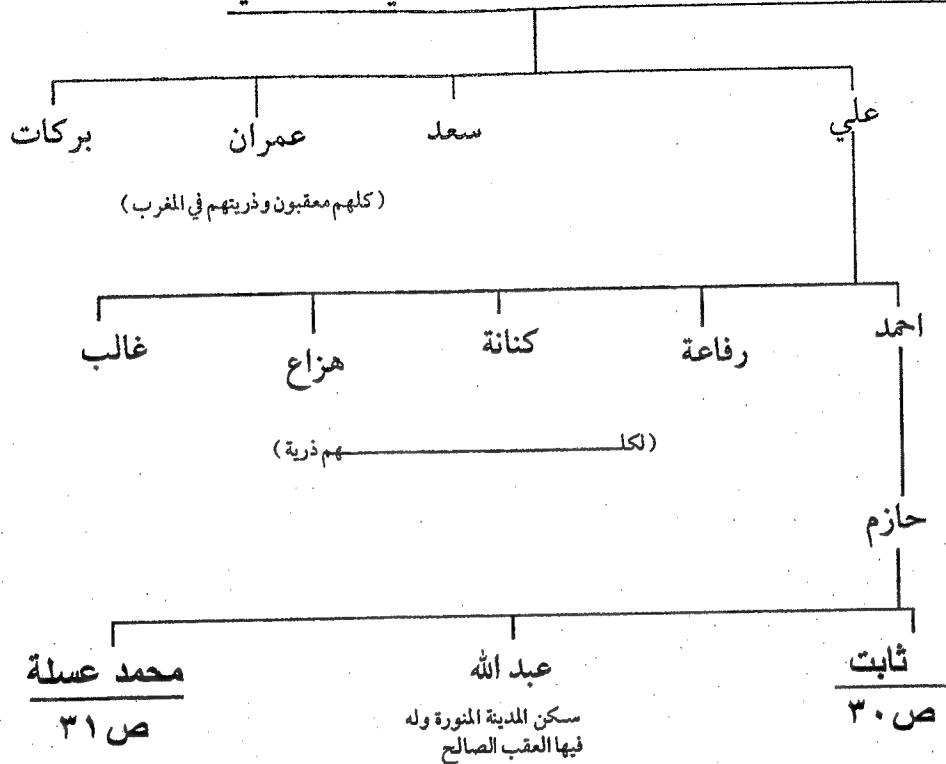 علي سعد عمران بركات
(كلهم معقبون وذريتهم في المغرب)
احمد رفاعة كنانة هزاع غالب
(لكلهم ذرية)
حازم
ثابت عبد الله محمد عسلة
ص ٣٠ ص ٣١
سكن المدينة المنورة وله
فيها العقب الصالح